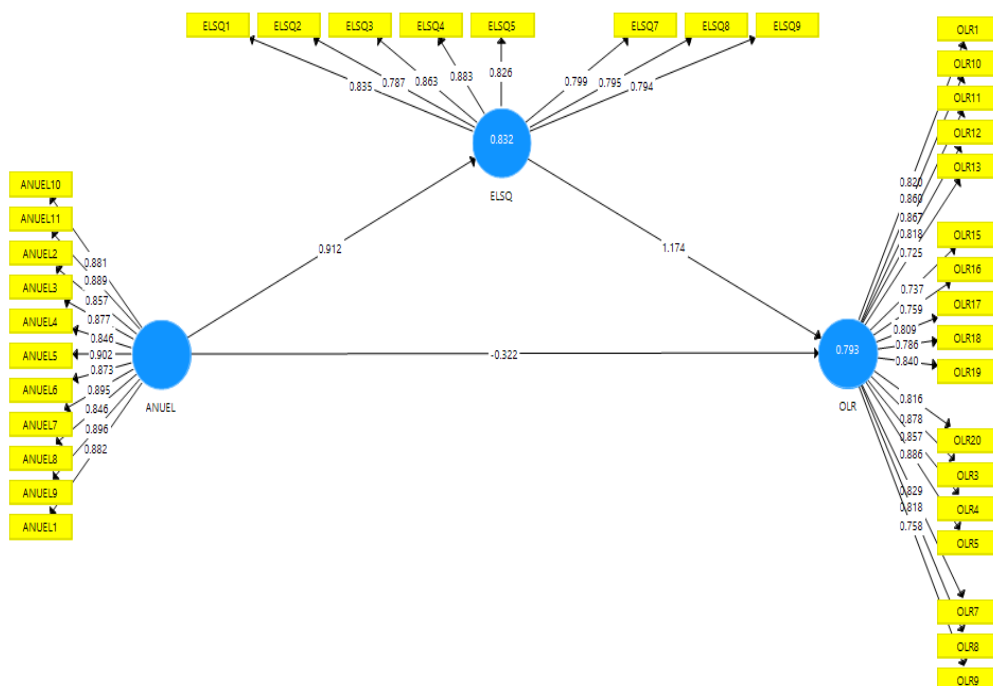 ELSQ1 ELSQ2 ELSQ3 ELSQ4 ELSQ5 ELSQ7 ELSQ8 ELSQ9
0.835 0.787 0.863 0.883 0.826 0.799 0.795 0.794
0.832
ELSQ
ANUEL10
ANUEL11
ANUEL2
ANUEL3
ANUEL4
ANUEL5
ANUEL6
ANUEL7
ANUEL8
ANUEL9
ANUEL1
0.881
0.889
0.857
0.877
0.846
0.902
0.873
0.895
0.846
0.896
0.882
ANUEL
0.912
1.174
-0.322
0.793
OLR
0.820
0.860
0.867
0.818
0.725
0.737
0.759
0.809
0.786
0.840
0.816
0.878
0.857
0.886
0.829
0.818
0.758
OLR1
OLR10
OLR11
OLR12
OLR13
OLR15
OLR16
OLR17
OLR18
OLR19
OLR20
OLR3
OLR4
OLR5
OLR7
OLR8
OLR9